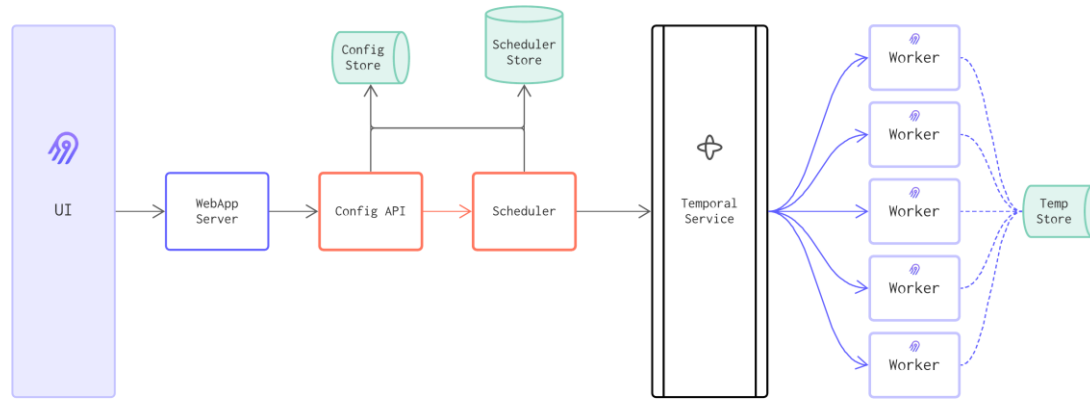 UI
WebApp
Server
Config
Store
Config API
Scheduler
Store
Scheduler
Temporal
Service
Worker
Worker
Worker
Worker
Worker
Temp
Store